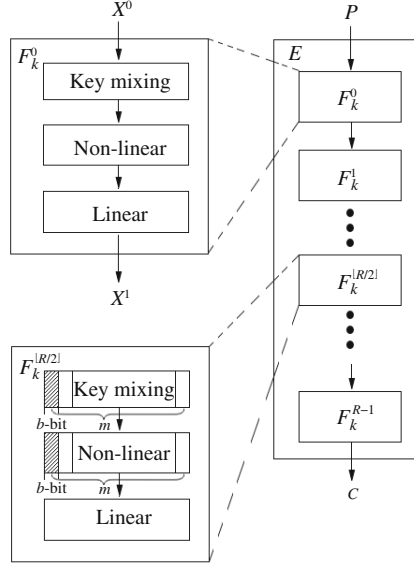 X^0
F_k^0
Key mixing
Non-linear
Linear
X^1
F_k^{⌊R/2⌋}
Key mixing
b-bit m
Non-linear
b-bit m
Linear
P
E
F_k^0
F_k^1
F_k^{⌊R/2⌋}
F_k^{R−1}
C